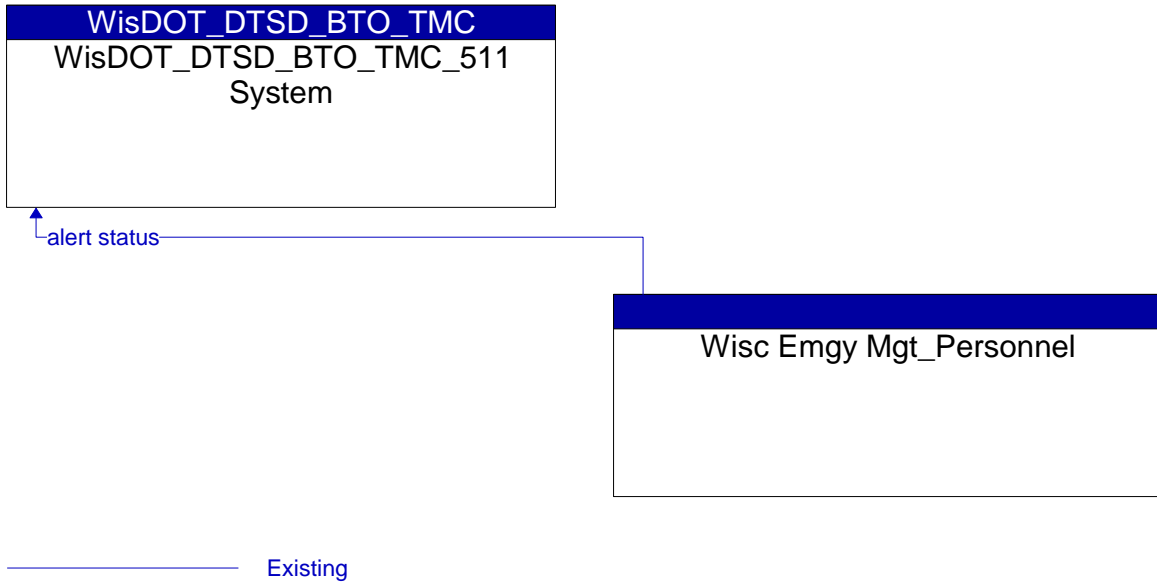 WisDOT_DTSD_BTO_TMC
WisDOT_DTSD_BTO_TMC_511
System
alert status
Wisc Emgy Mgt_Personnel
Existing